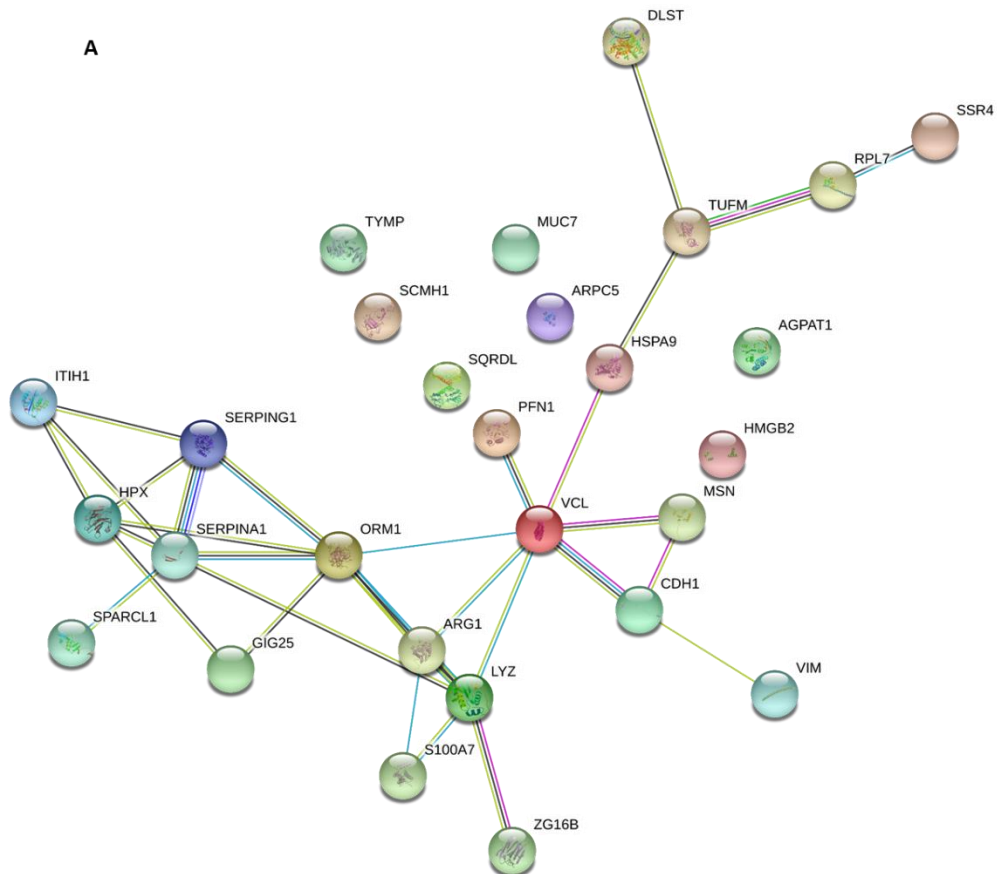 DLST
A
SSR4
RPL7
TUFM
TYMP
MUC7
SCMH1
ARPC5
AGPAT1
HSPA9
SQRDL
ITIH1
PFN1
SERPING1
HMGB2
MSN
HPX
VCL
SERPINA1
ORM1
CDH1
SPARCL1
ARG1
GIG25
LYZ
VIM
S100A7
ZG16B